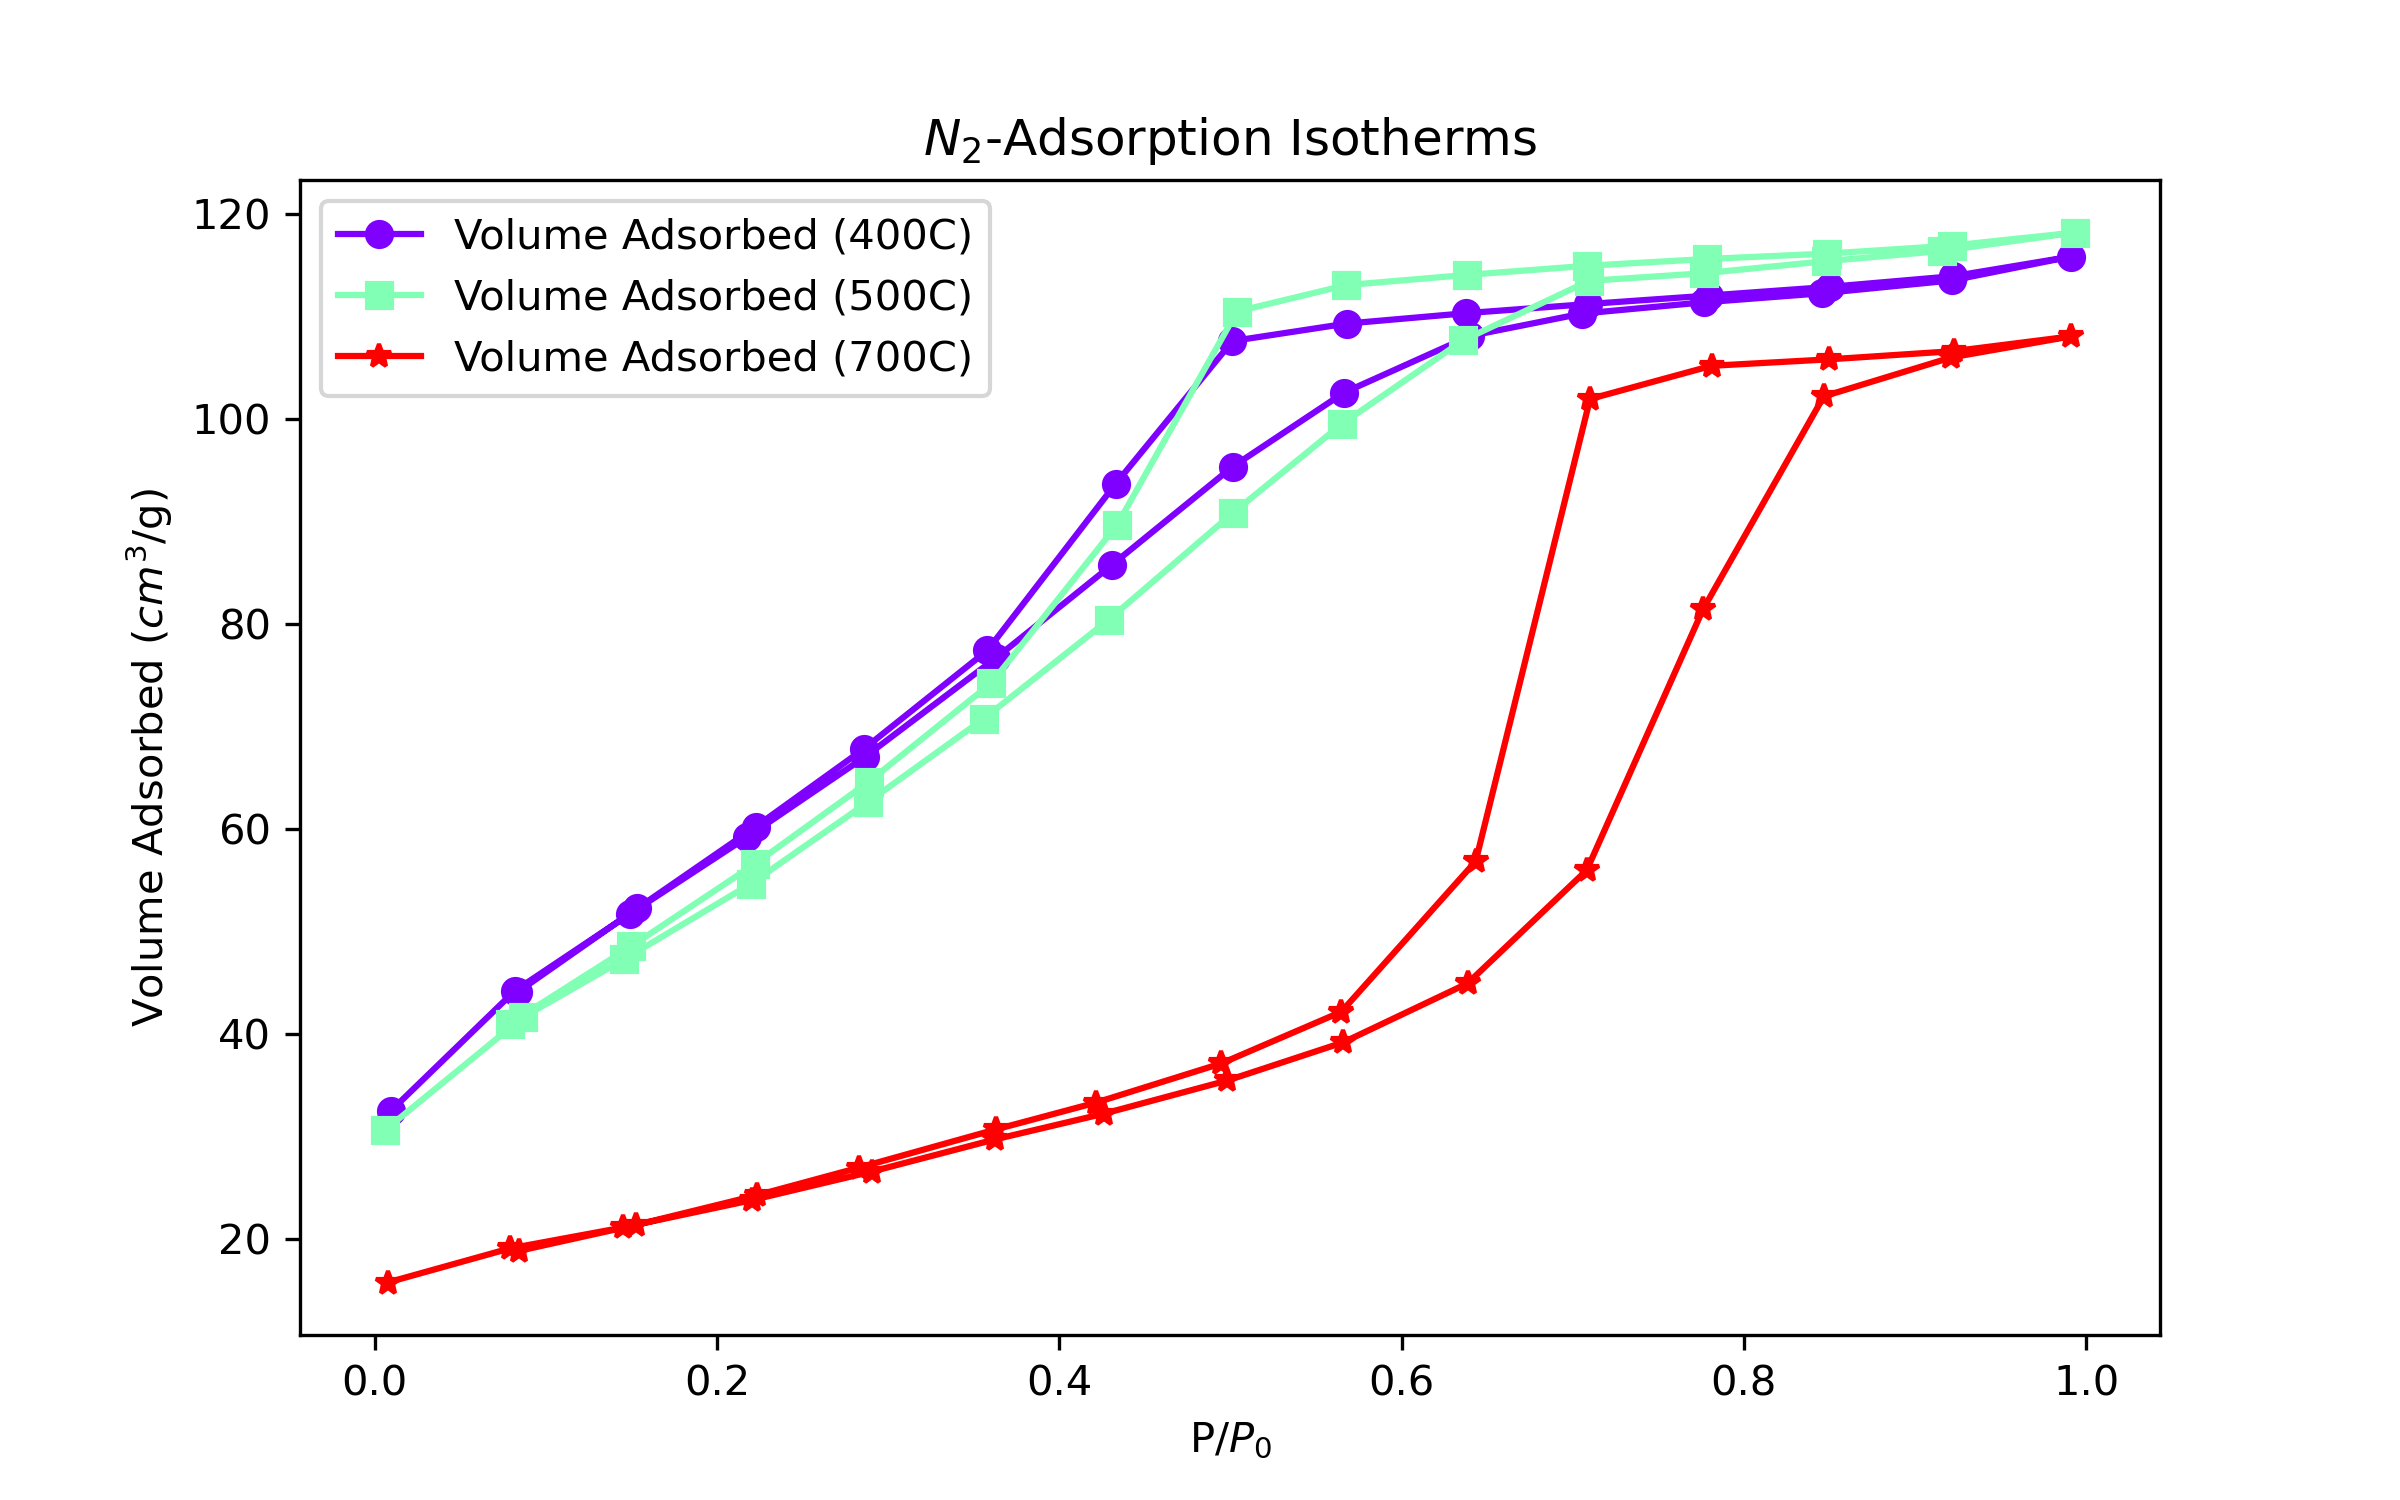 N₂-Adsorption Isotherms
Volume Adsorbed (400C)
Volume Adsorbed (500C)
Volume Adsorbed (700C)
Volume Adsorbed (cm³/g)
120
100
80
60
40
20
0.0 0.2 0.4 0.6 0.8 1.0
P/P₀